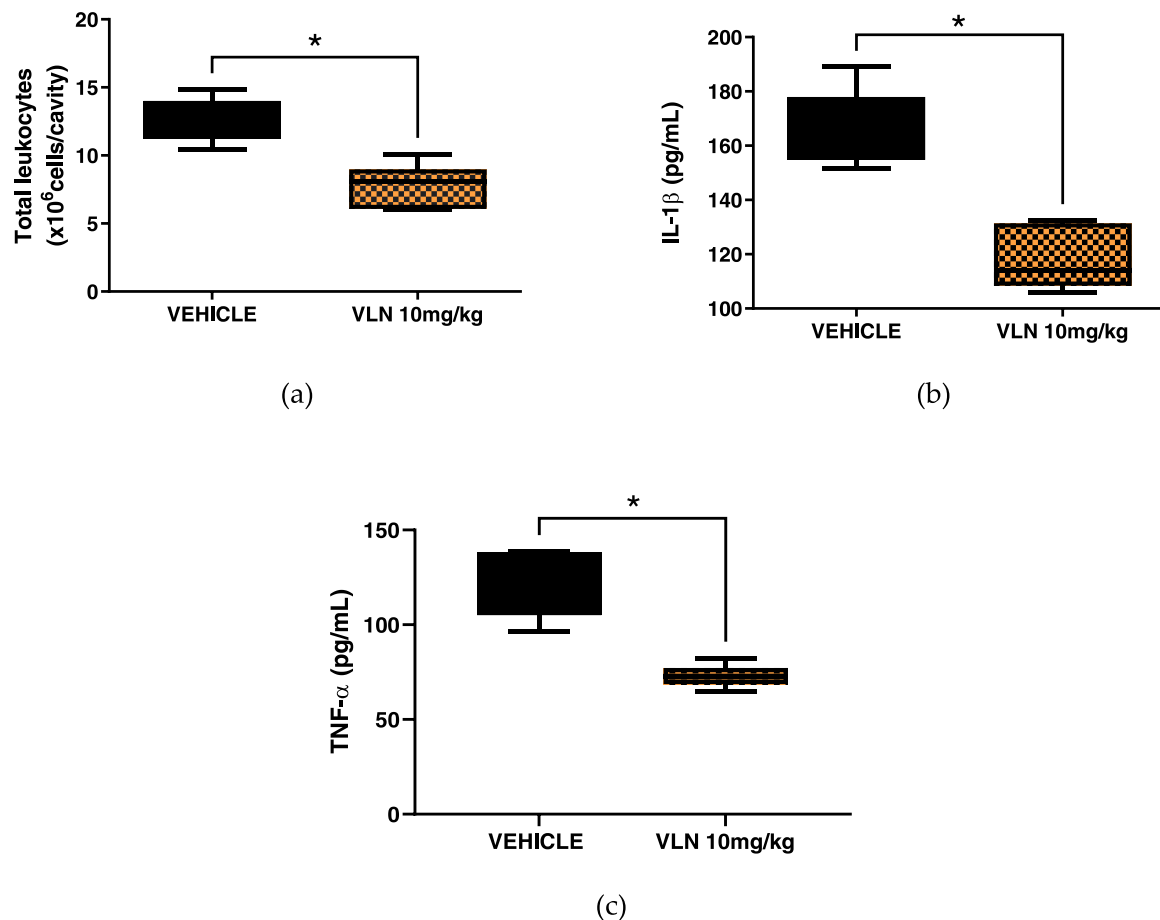 20
15
10
5
0
Total leukocytes
(x10⁶cells/cavity)
*
VEHICLE
VLN 10mg/kg
(a)
200
180
160
140
120
100
IL-1β (pg/mL)
*
VEHICLE
VLN 10mg/kg
(b)
150
100
50
0
TNF-α (pg/mL)
*
VEHICLE
VLN 10mg/kg
(c)